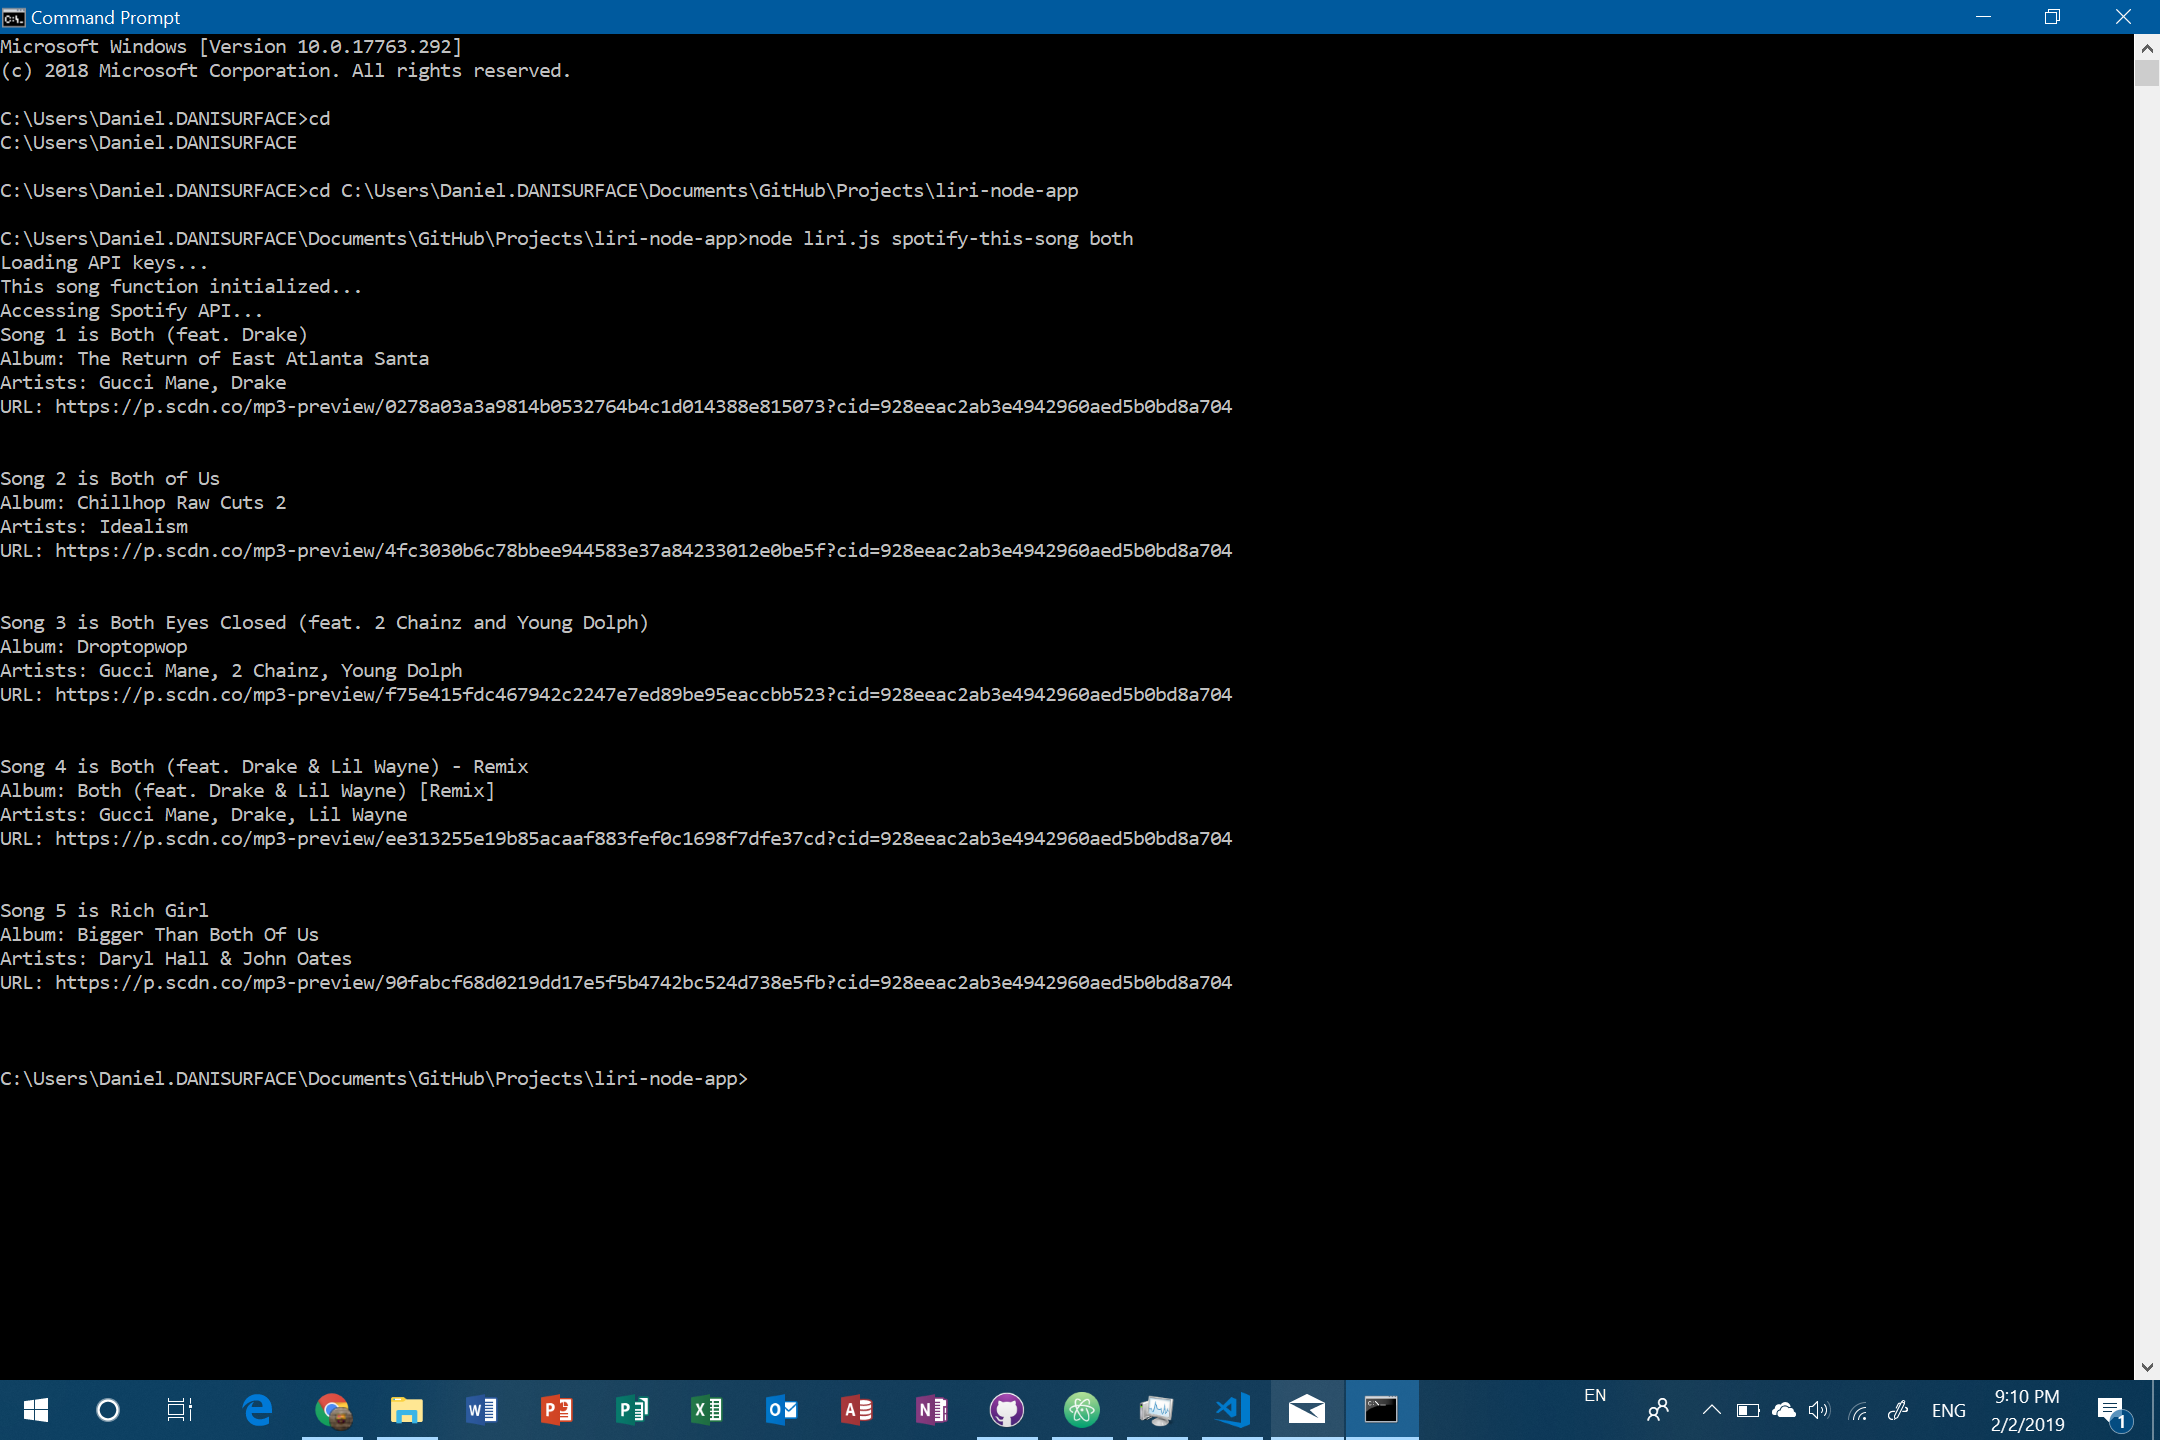 Command Prompt
Microsoft Windows [Version 10.0.17763.292]
(c) 2018 Microsoft Corporation. All rights reserved.
C:\Users\Daniel.DANISURFACE>cd
C:\Users\Daniel.DANISURFACE
C:\Users\Daniel.DANISURFACE>cd C:\Users\Daniel.DANISURFACE\Documents\GitHub\Projects\liri-node-app
C:\Users\Daniel.DANISURFACE\Documents\GitHub\Projects\liri-node-app>node liri.js spotify-this-song both
Loading API keys...
This song function initialized...
Accessing Spotify API...
Song 1 is Both (feat. Drake)
Album: The Return of East Atlanta Santa
Artists: Gucci Mane, Drake
URL: https://p.scdn.co/mp3-preview/0278a03a3a9814b0532764b4c1d014388e815073?cid=928eeac2ab3e4942960aed5b0bd8a704
Song 2 is Both of Us
Album: Chillhop Raw Cuts 2
Artists: Idealism
URL: https://p.scdn.co/mp3-preview/4fc3030b6c78bbee944583e37a84233012e0be5f?cid=928eeac2ab3e4942960aed5b0bd8a704
Song 3 is Both Eyes Closed (feat. 2 Chainz and Young Dolph)
Album: Droptopwop
Artists: Gucci Mane, 2 Chainz, Young Dolph
URL: https://p.scdn.co/mp3-preview/f75e415fdc467942c2247e7ed89be95eaccbb523?cid=928eeac2ab3e4942960aed5b0bd8a704
Song 4 is Both (feat. Drake & Lil Wayne) - Remix
Album: Both (feat. Drake & Lil Wayne) [Remix]
Artists: Gucci Mane, Drake, Lil Wayne
URL: https://p.scdn.co/mp3-preview/ee313255e19b85acaaf883fef0c1698f7dfe37cd?cid=928eeac2ab3e4942960aed5b0bd8a704
Song 5 is Rich Girl
Album: Bigger Than Both Of Us
Artists: Daryl Hall & John Oates
URL: https://p.scdn.co/mp3-preview/90fabcf68d0219dd17e5f5b4742bc524d738e5fb?cid=928eeac2ab3e4942960aed5b0bd8a704
C:\Users\Daniel.DANISURFACE\Documents\GitHub\Projects\liri-node-app>
EN
ENG
9:10 PM
2/2/2019
1